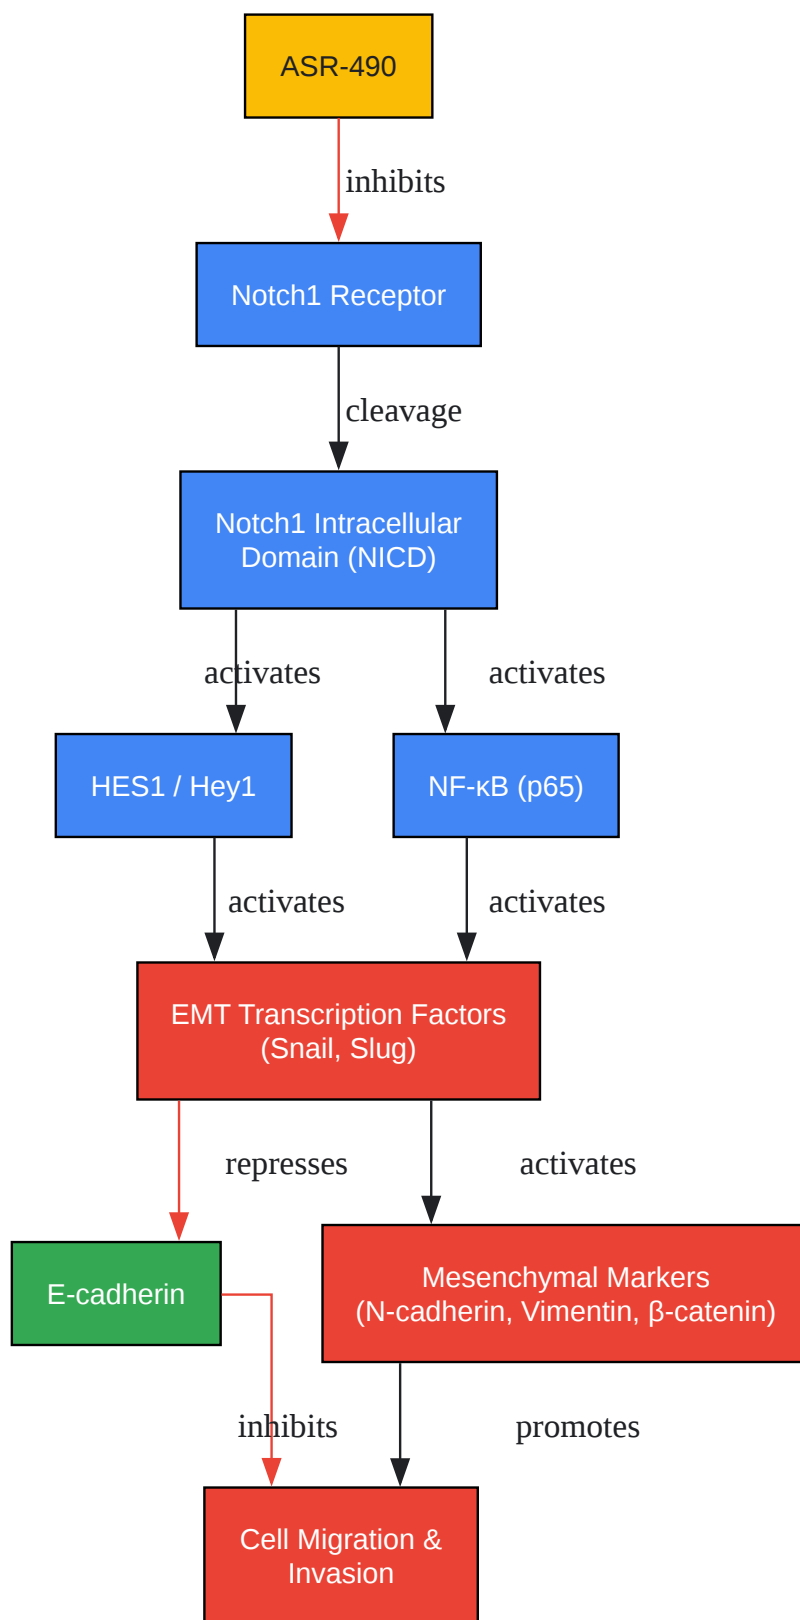 ASR-490
inhibits
Notch1 Receptor
cleavage
Notch1 Intracellular
Domain (NICD)
activates
activates
HES1 / Hey1
NF-κB (p65)
activates
activates
EMT Transcription Factors
(Snail, Slug)
represses
activates
E-cadherin
Mesenchymal Markers
(N-cadherin, Vimentin, β-catenin)
inhibits
promotes
Cell Migration &
Invasion